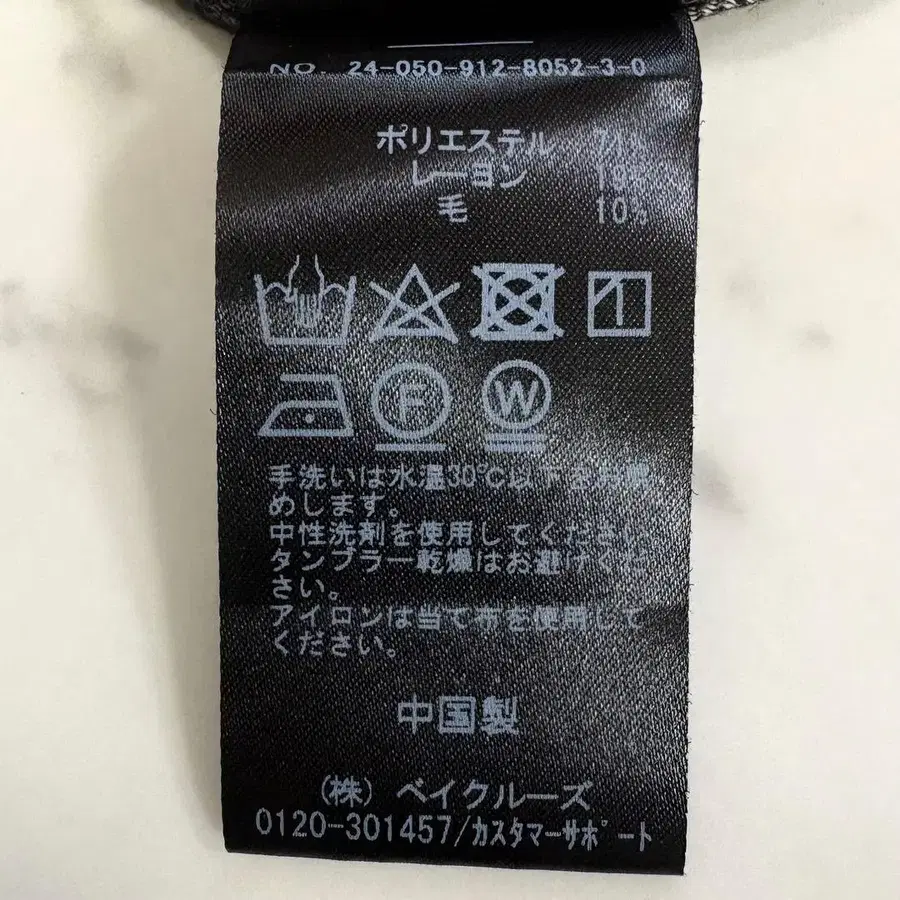 NO. 24-050-912-8052-3-0
ポリエステル 71%
レーヨン 19%
毛 10%
F W
手洗いは水温30℃以下をお勧
めします。
中性洗剤を使用してください。
タンブラー乾燥はお避けくだ
さい。
アイロンは当て布を使用して
ください。
中国製
(株) ベイクルーズ
0120-301457/カスタマーサポート